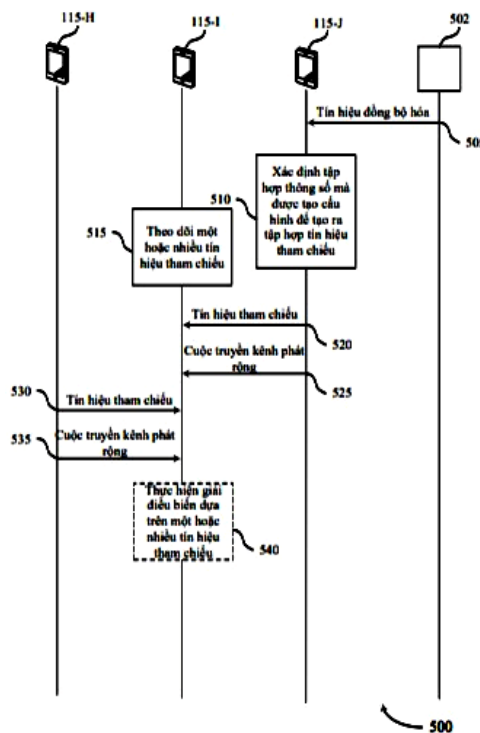 115-H
115-I
115-J
502
Tín hiệu đồng bộ hóa
505
Xác định tập
hợp thông số mà
được tạo cấu
hình để tạo ra
tập hợp tín hiệu
tham chiếu
510
515
Theo dõi một
hoặc nhiều tín
hiệu tham chiếu
Tín hiệu tham chiếu
520
Cuộc truyền kênh phát
rộng
525
530
Tín hiệu tham chiếu
535
Cuộc truyền kênh phát
rộng
Thực hiện giải
điều biến dựa
trên một hoặc
nhiều tín hiệu
tham chiếu
540
500